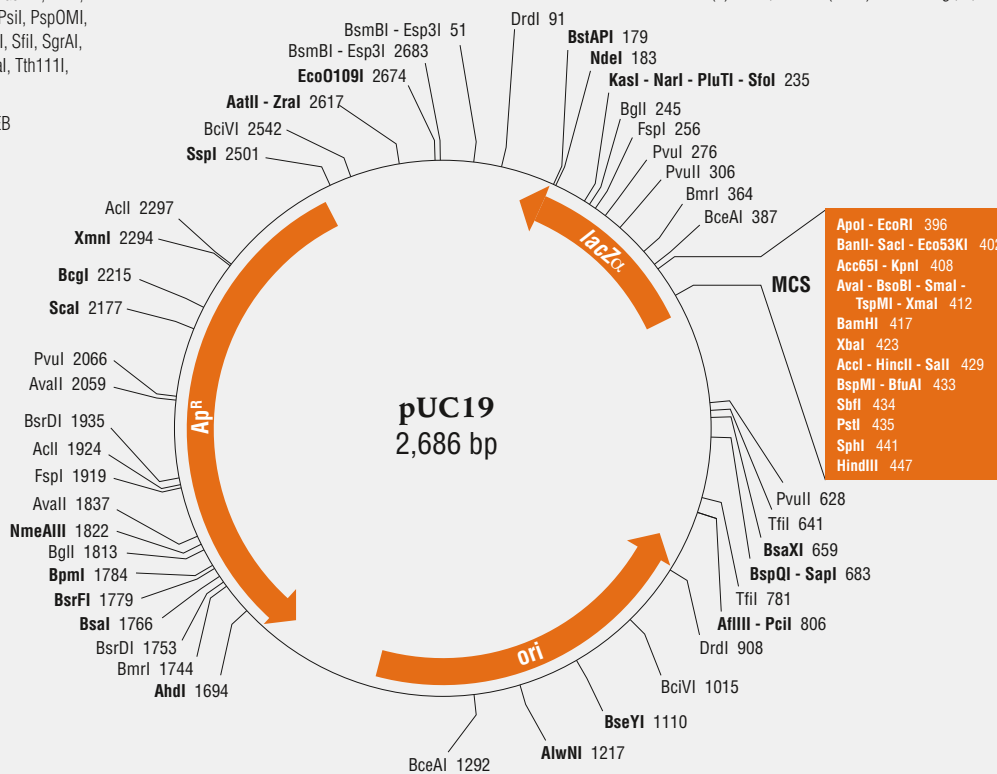 PsiI, PspOMI,
I, SfiI, SgrAI,
aI, Tth111I,
EB
BsmBI - Esp3I 51
BsmBI - Esp3I 2683
EcoO109I 2674
AatII - ZraI 2617
BciVI 2542
SspI 2501
AclI 2297
XmnI 2294
BcgI 2215
ScaI 2177
PvuI 2066
AvaII 2059
BsrDI 1935
AclI 1924
FspI 1919
AvaII 1837
NmeAIII 1822
BglI 1813
BpmI 1784
BsrFI 1779
BsaI 1766
BsrDI 1753
BmrI 1744
AhdI 1694
DrdI 91
BstAPI 179
NdeI 183
KasI - NarI - PluTI - SfoI 235
BglI 245
FspI 256
PvuI 276
PvuII 306
BmrI 364
BceAI 387
MCS
ApoI - EcoRI 396
BanII- SacI - Eco53KI 402
Acc65I - KpnI 408
AvaI - BsoBI - SmaI -
TspMI - XmaI 412
BamHI 417
XbaI 423
AccI - HincII - SalI 429
BspMI - BfuAI 433
SbfI 434
PstI 435
SphI 441
HindIII 447
PvuII 628
TfiI 641
BsaXI 659
BspQI - SapI 683
TfiI 781
AflIII - PciI 806
DrdI 908
BciVI 1015
BseYI 1110
AlwNI 1217
BceAI 1292
lacZα
ApR
ori
pUC19
2,686 bp